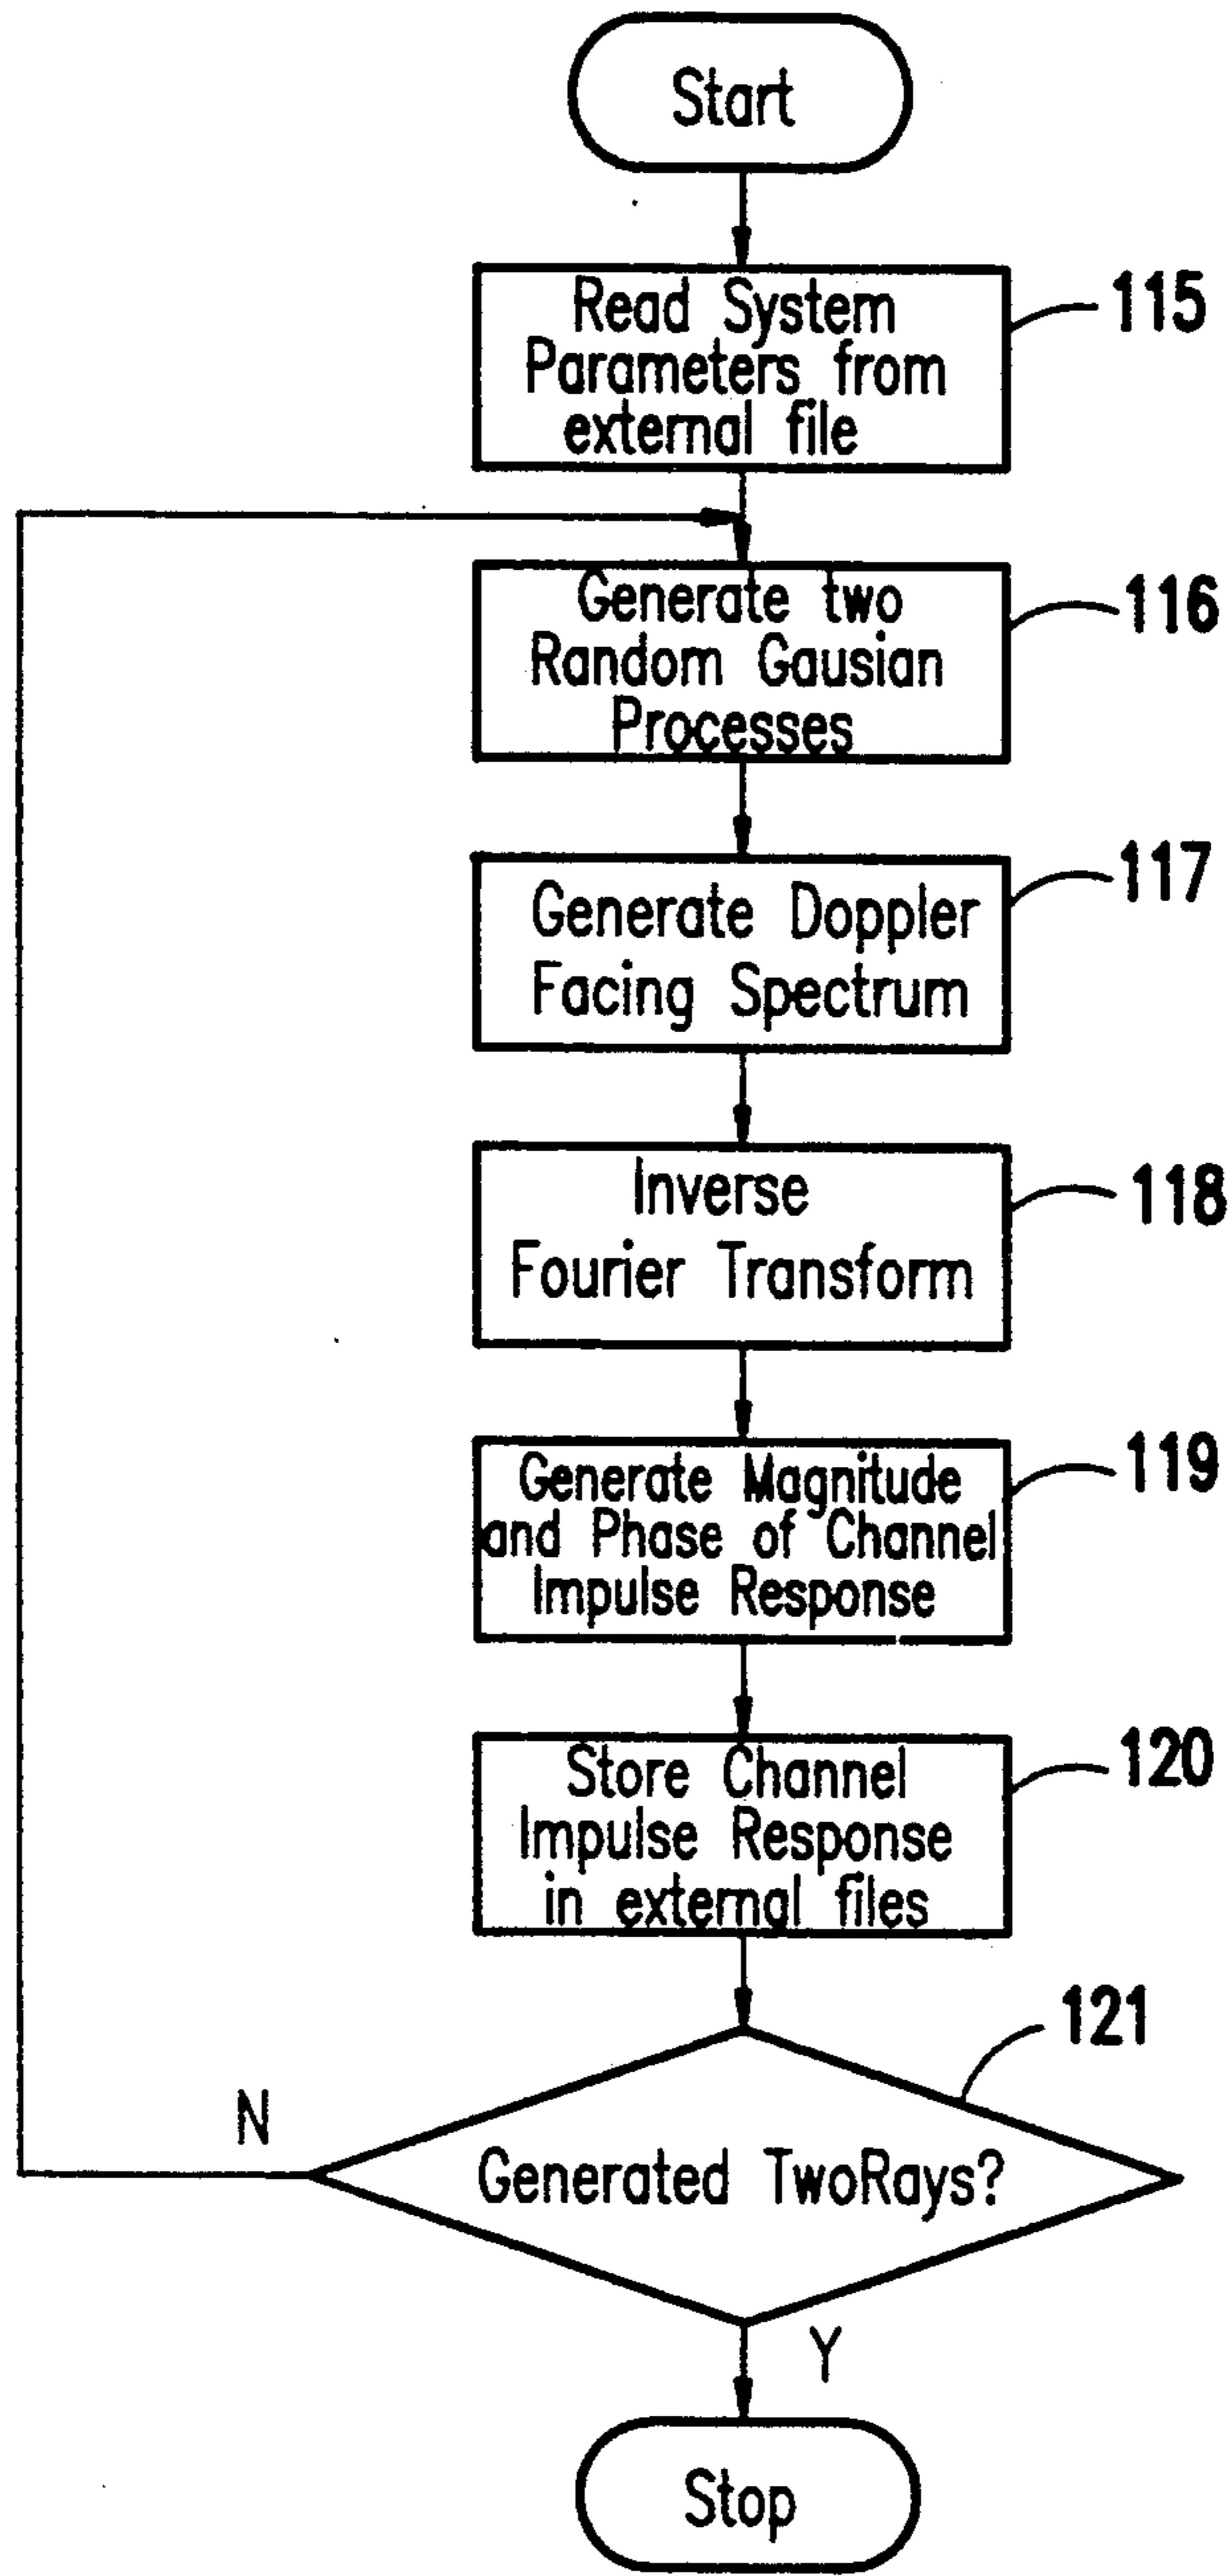 Start
Read System
Parameters from
external file
115
Generate two
Random Gausian
Processes
116
Generate Doppler
Facing Spectrum
117
Inverse
Fourier Transform
118
Generate Magnitude
and Phase of Channel
Impulse Response
119
Store Channel
Impulse Response
in external files
120
121
N
Generated TwoRays?
Y
Stop